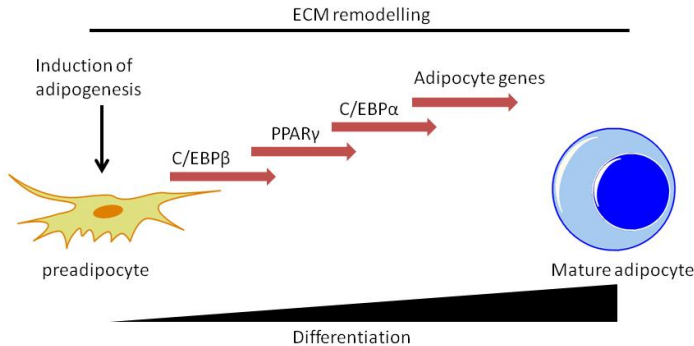 ECM remodelling
Induction of
adipogenesis
Adipocyte genes
C/EBPα
PPARγ
C/EBPβ
preadipocyte
Mature adipocyte
Differentiation